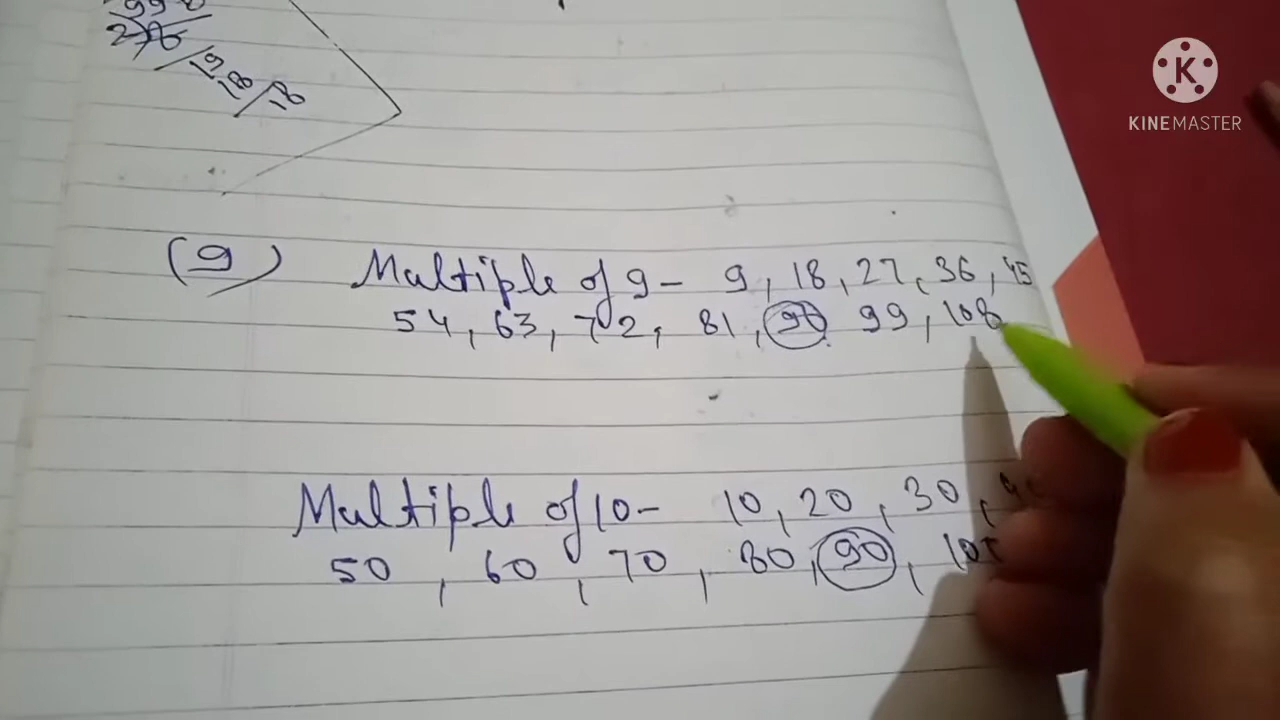 18
18
19
KINEMASTER
(9) Multiple of 9 - 9, 18, 27, 36, 45
54, 63, 72, 81, 90 99, 108
Multiple of 10 - 10, 20, 30,
50, 60, 70, 80, 90,